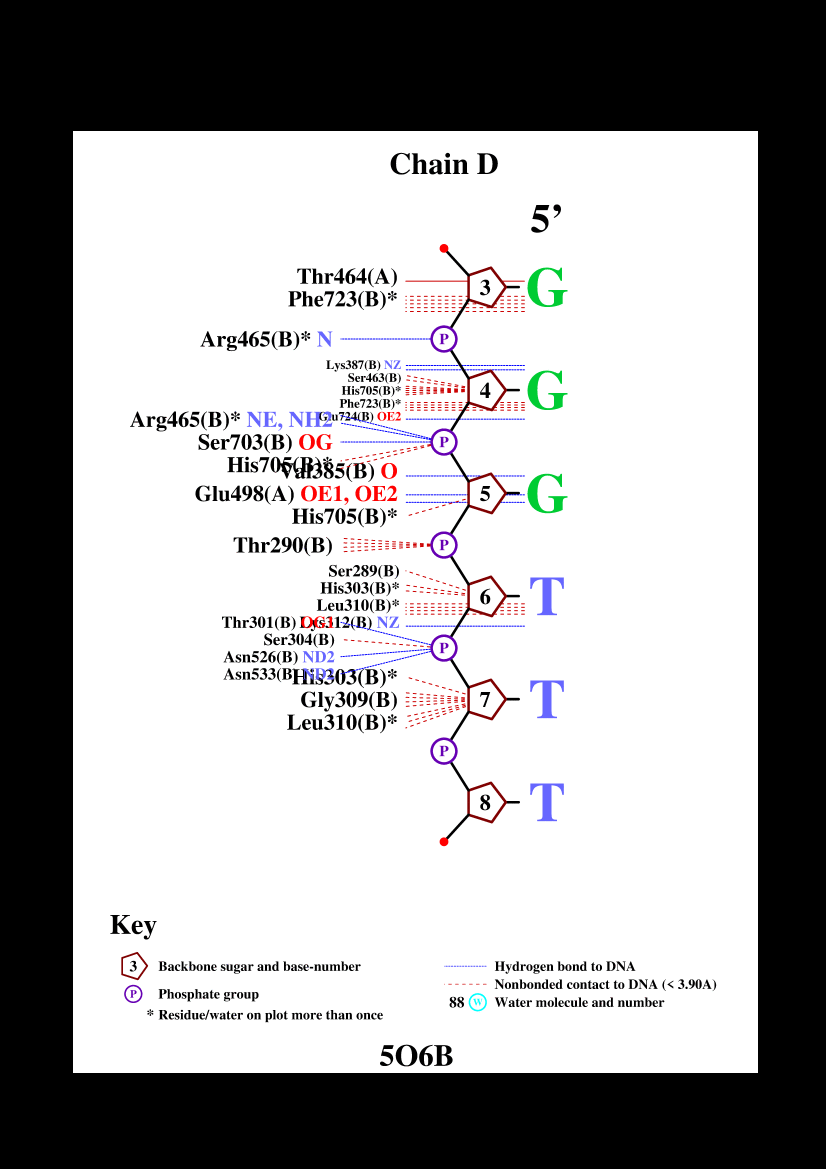 Chain D
5’
Thr464(A)
3 G
Phe723(B)*
Arg465(B)* N
P
Lys387(B) NZ
Ser463(B)
His705(B)*
4 G
Phe723(B)*
Glu724(B) OE2
Arg465(B)* NE, NH2
Ser703(B) OG
P
His705(B)*
Val385(B) O
Glu498(A) OE1, OE2
5 G
His705(B)*
Thr290(B)
P
Ser289(B)
His303(B)*
6 T
Leu310(B)*
Lys312(B) NZ
Thr301(B) OG1
Ser304(B)
P
Asn526(B) ND2
Asn533(B) ND2
His303(B)*
Gly309(B)
7 T
Leu310(B)*
P
8 T
Key
3 Backbone sugar and base-number
P Phosphate group
* Residue/water on plot more than once
Hydrogen bond to DNA
Nonbonded contact to DNA (< 3.90A)
88 W Water molecule and number
5O6B